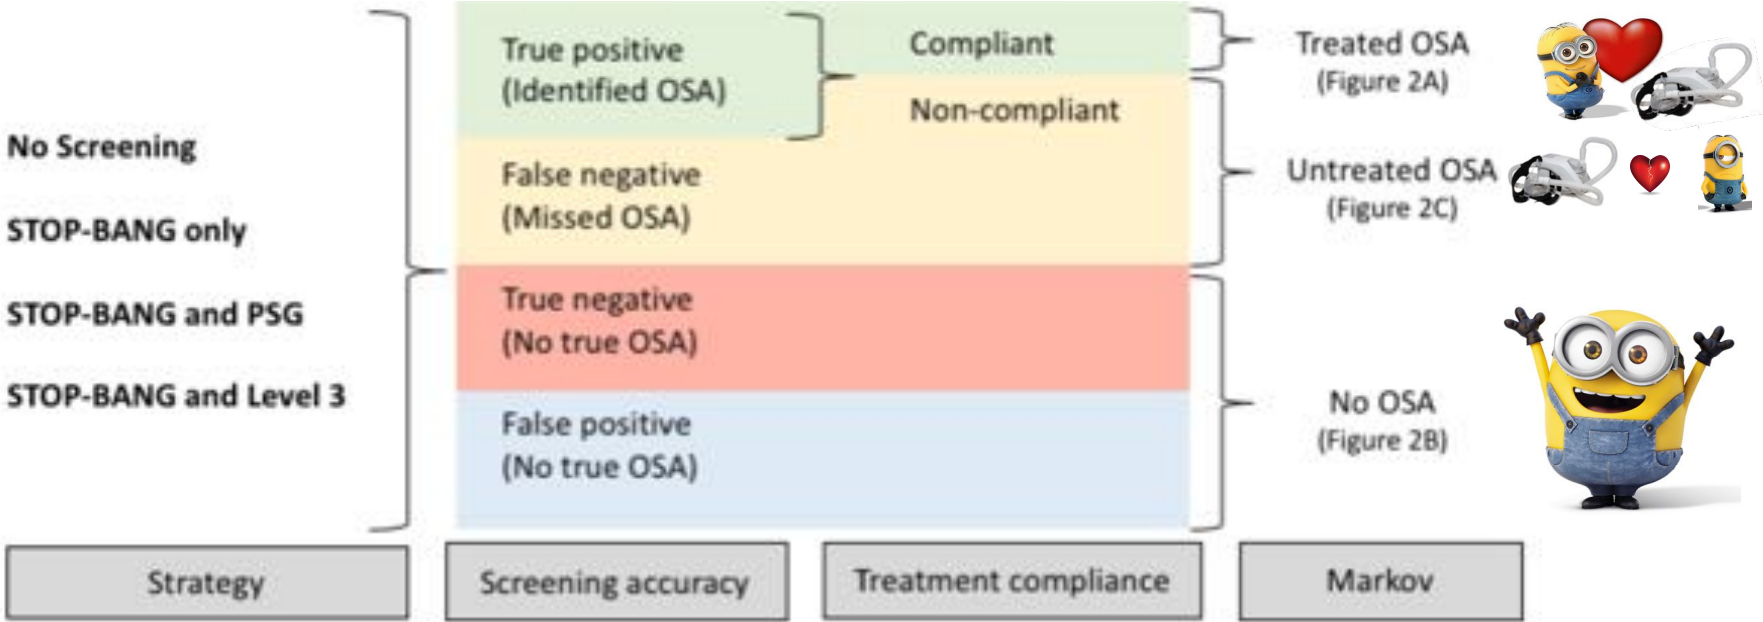 No Screening
STOP-BANG only
STOP-BANG and PSG
STOP-BANG and Level 3
True positive
(Identified OSA)
False negative
(Missed OSA)
True negative
(No true OSA)
False positive
(No true OSA)
Compliant
Non-compliant
Treated OSA
(Figure 2A)
Untreated OSA
(Figure 2C)
No OSA
(Figure 2B)
Strategy
Screening accuracy
Treatment compliance
Markov